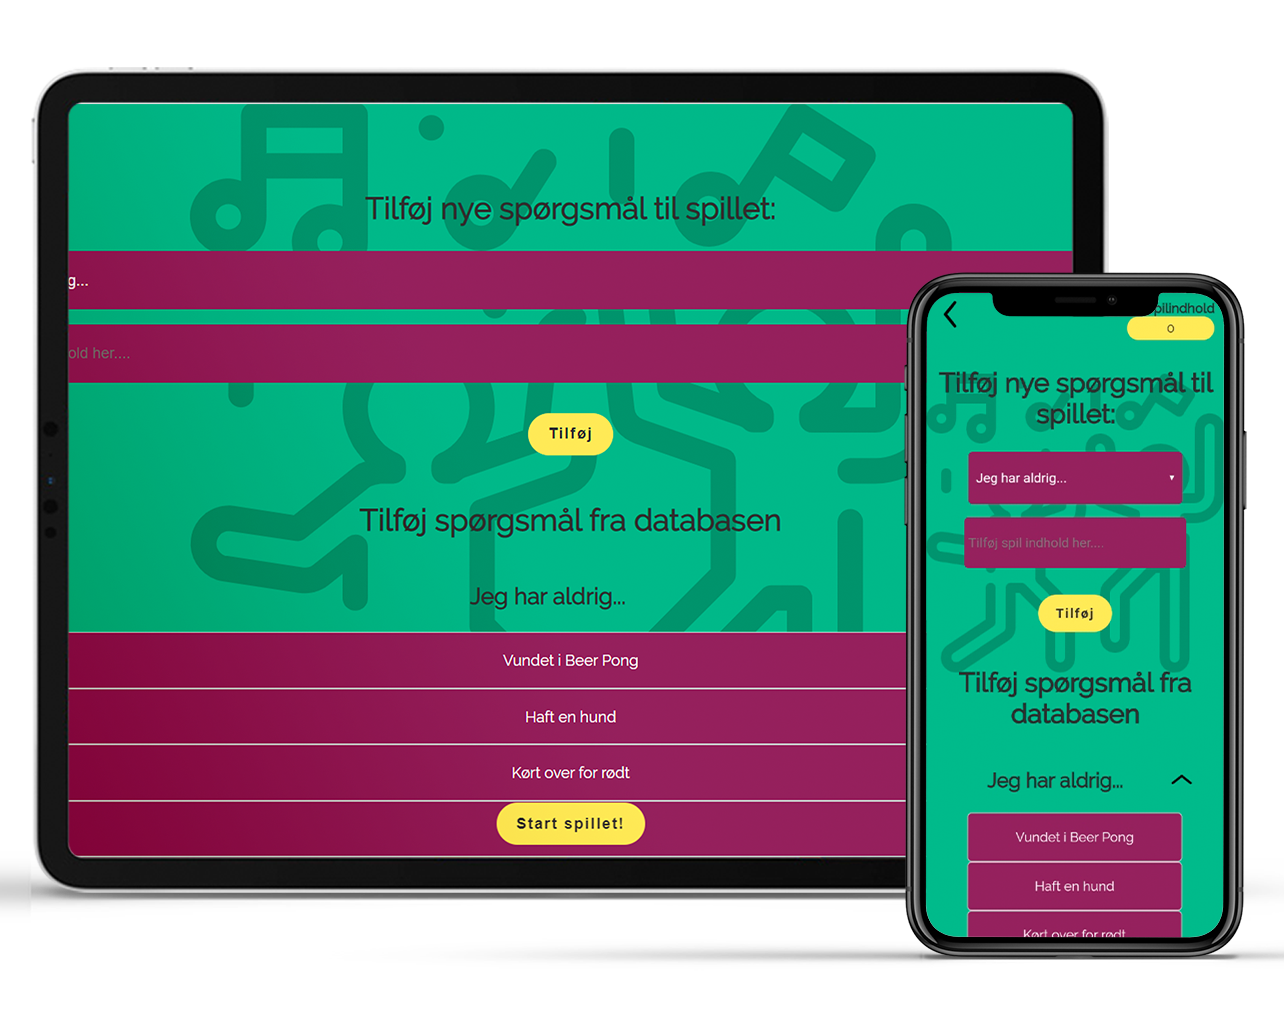 Tilføj nye spørgsmål til spillet:
g...
old her....
Tilføj
Tilføj spørgsmål fra databasen
Jeg har aldrig...
Vundet i Beer Pong
Haft en hund
Kørt over for rødt
Start spillet!
pilindhold
0
Tilføj nye spørgsmål til
spillet:
Jeg har aldrig...
Tilføj spil indhold her....
Tilføj
Tilføj spørgsmål fra
databasen
Jeg har aldrig...
Vundet i Beer Pong
Haft en hund
Kørt over for rødt